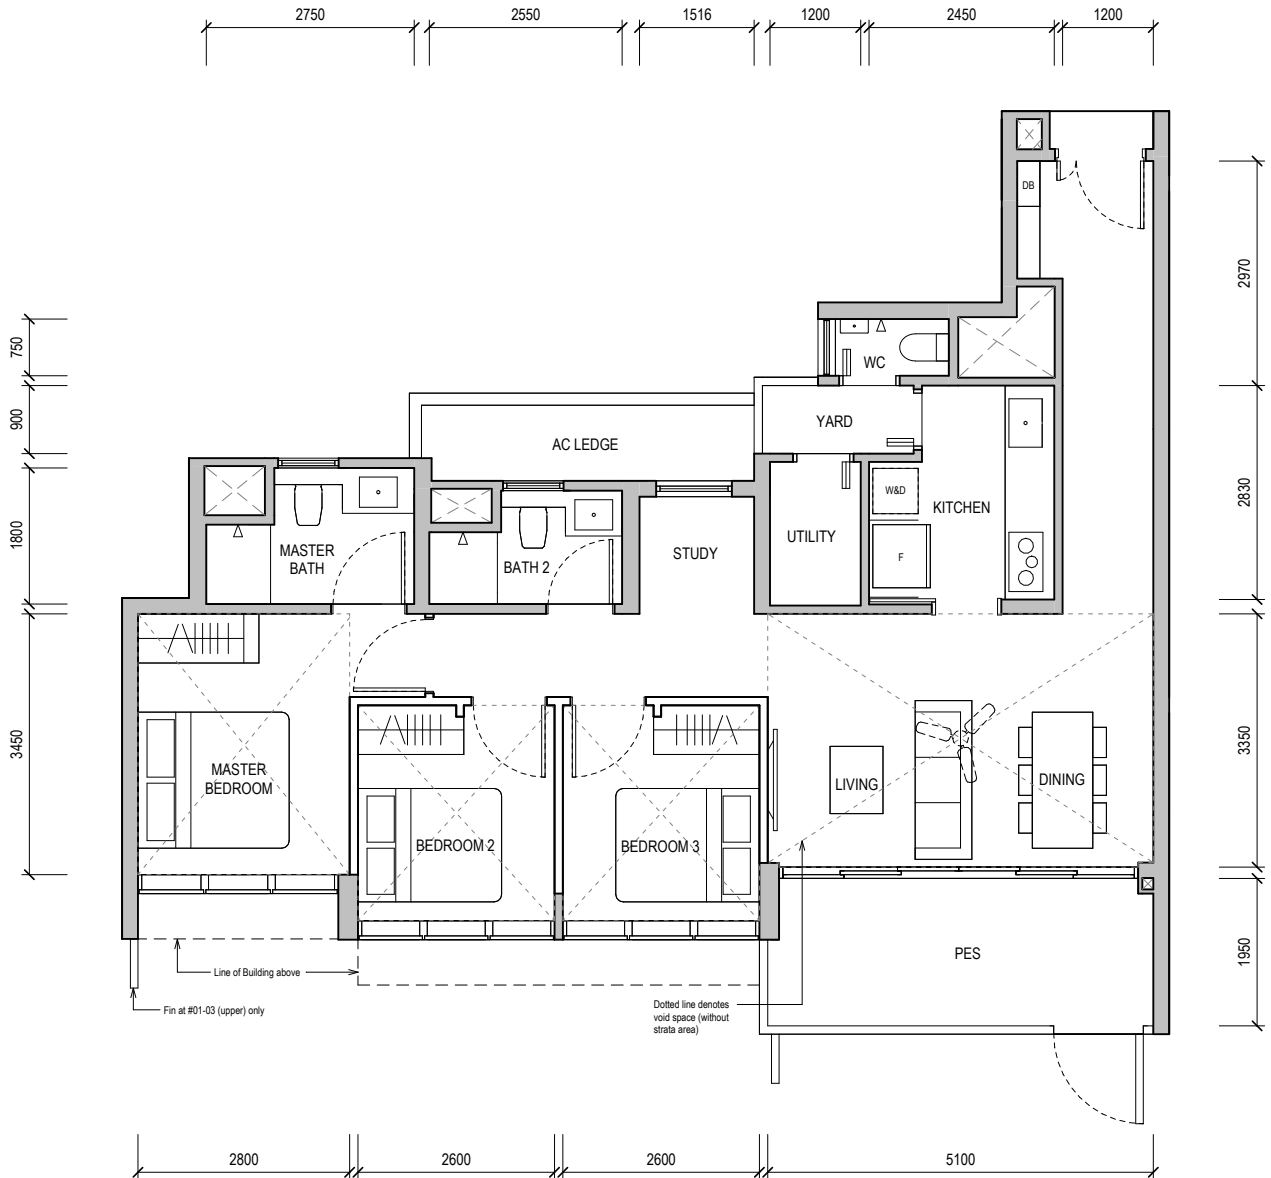 2750
2550
1516
1200
2450
1200
DB
2970
750
WC
900
YARD
AC LEDGE
W&D
KITCHEN
2830
1800
MASTER
BATH
BATH 2
STUDY
UTILITY
F
3450
MASTER
BEDROOM
BEDROOM 2
BEDROOM 3
LIVING
DINING
3350
PES
1950
Line of Building above
Fin at #01-03 (upper) only
Dotted line denotes
void space (without
strata area)
2800
2600
2600
5100